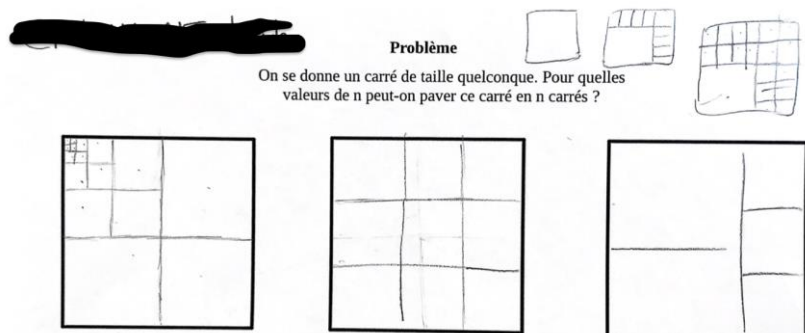 Problème
On se donne un carré de taille quelconque. Pour quelles
valeurs de n peut-on paver ce carré en n carrés ?